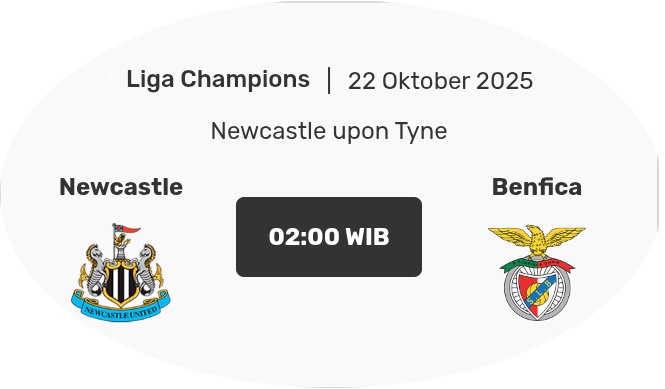 Liga Champions | 22 Oktober 2025
Newcastle upon Tyne
Newcastle
Benfica
02:00 WIB
NEWCASTLE UNITED